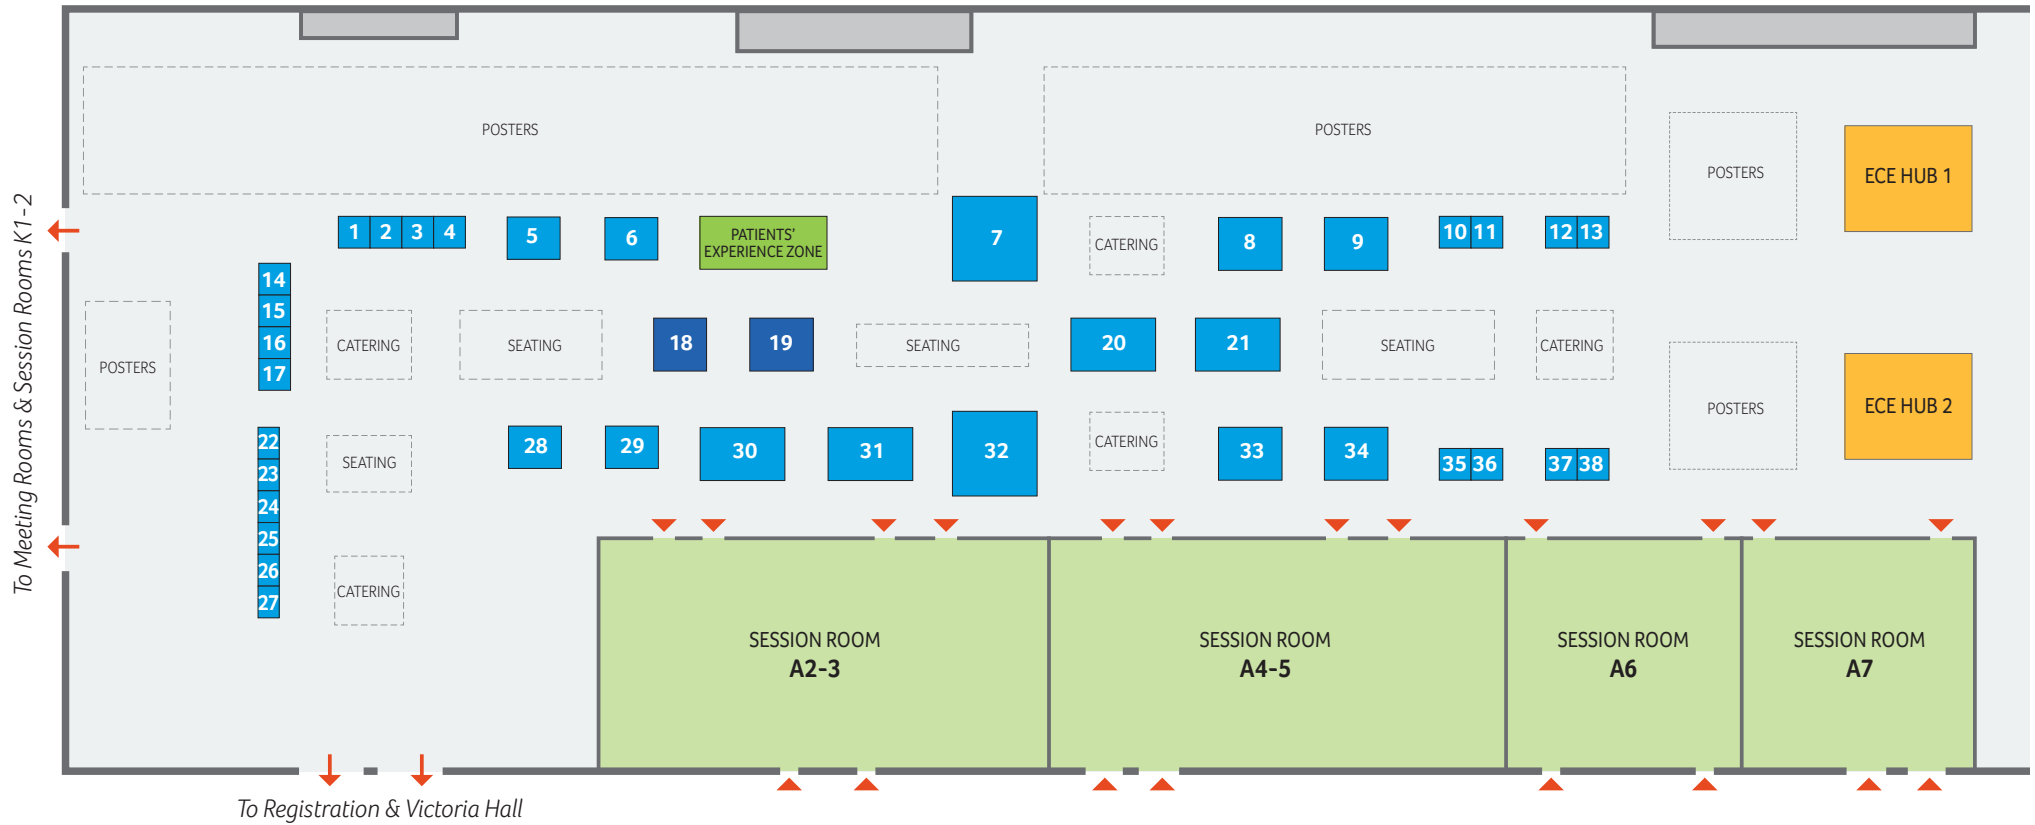 POSTERS
POSTERS
POSTERS
ECE HUB 1
To Meeting Rooms & Session Rooms K1-2
1 2 3 4
5
6
PATIENTS'
EXPERIENCE ZONE
7
CATERING
8
9
10 11
12 13
14
15
16
17
POSTERS
CATERING
SEATING
18
19
SEATING
20
21
SEATING
CATERING
POSTERS
ECE HUB 2
22
23
24
25
26
27
SEATING
CATERING
28
29
30
31
32
CATERING
33
34
35 36
37 38
SESSION ROOM
A2-3
SESSION ROOM
A4-5
SESSION ROOM
A6
SESSION ROOM
A7
To Registration & Victoria Hall